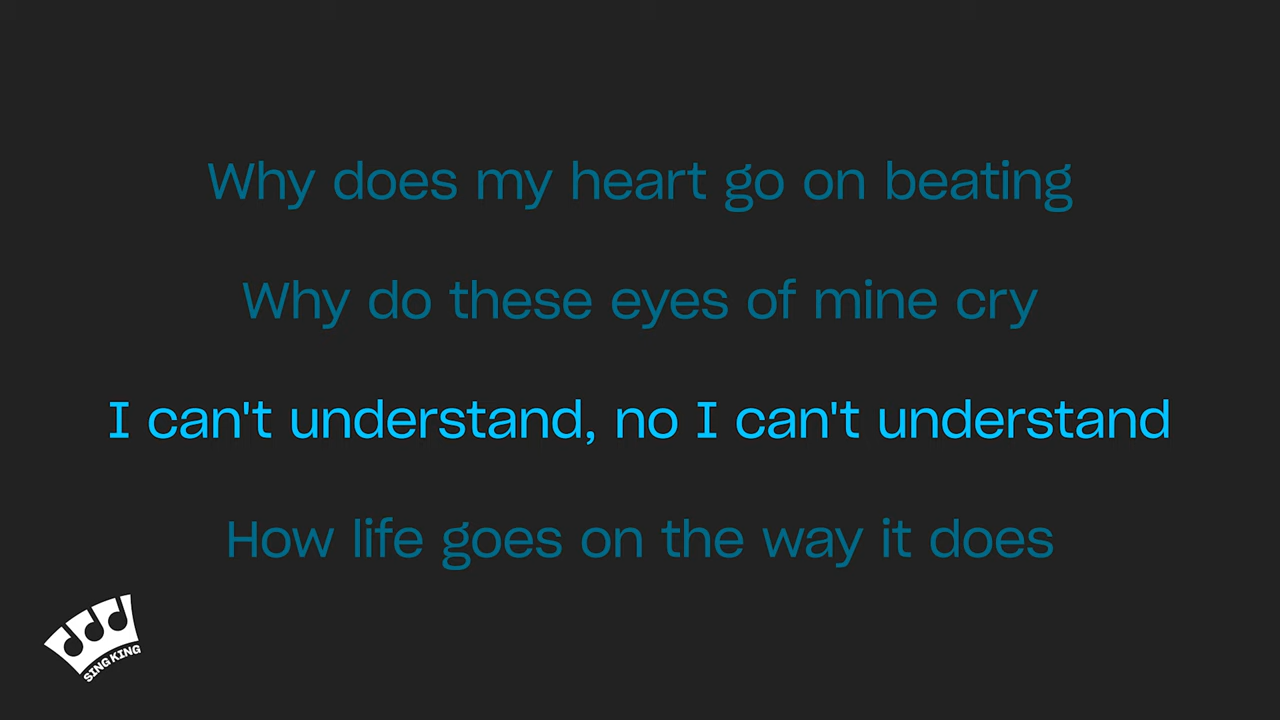 Why does my heart go on beating
Why do these eyes of mine cry
I can't understand, no I can't understand
How life goes on the way it does
SING KING